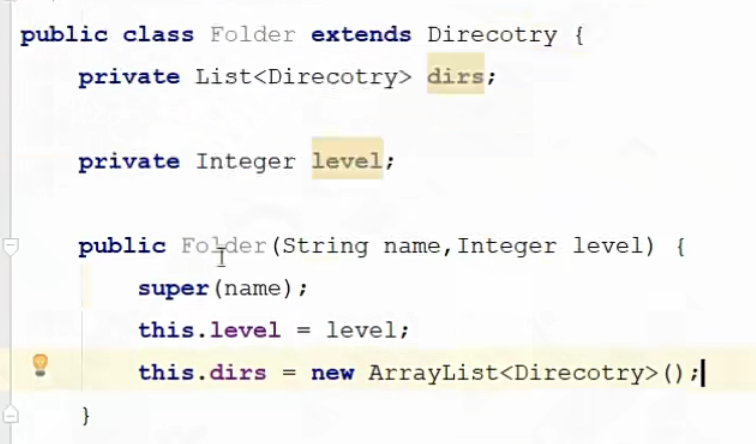 public class Folder extends Direcotry {
private List<Direcotry> dirs;
private Integer level;
public Folder(String name,Integer level) {
super(name);
this.level = level;
this.dirs = new ArrayList<Direcotry>();
}